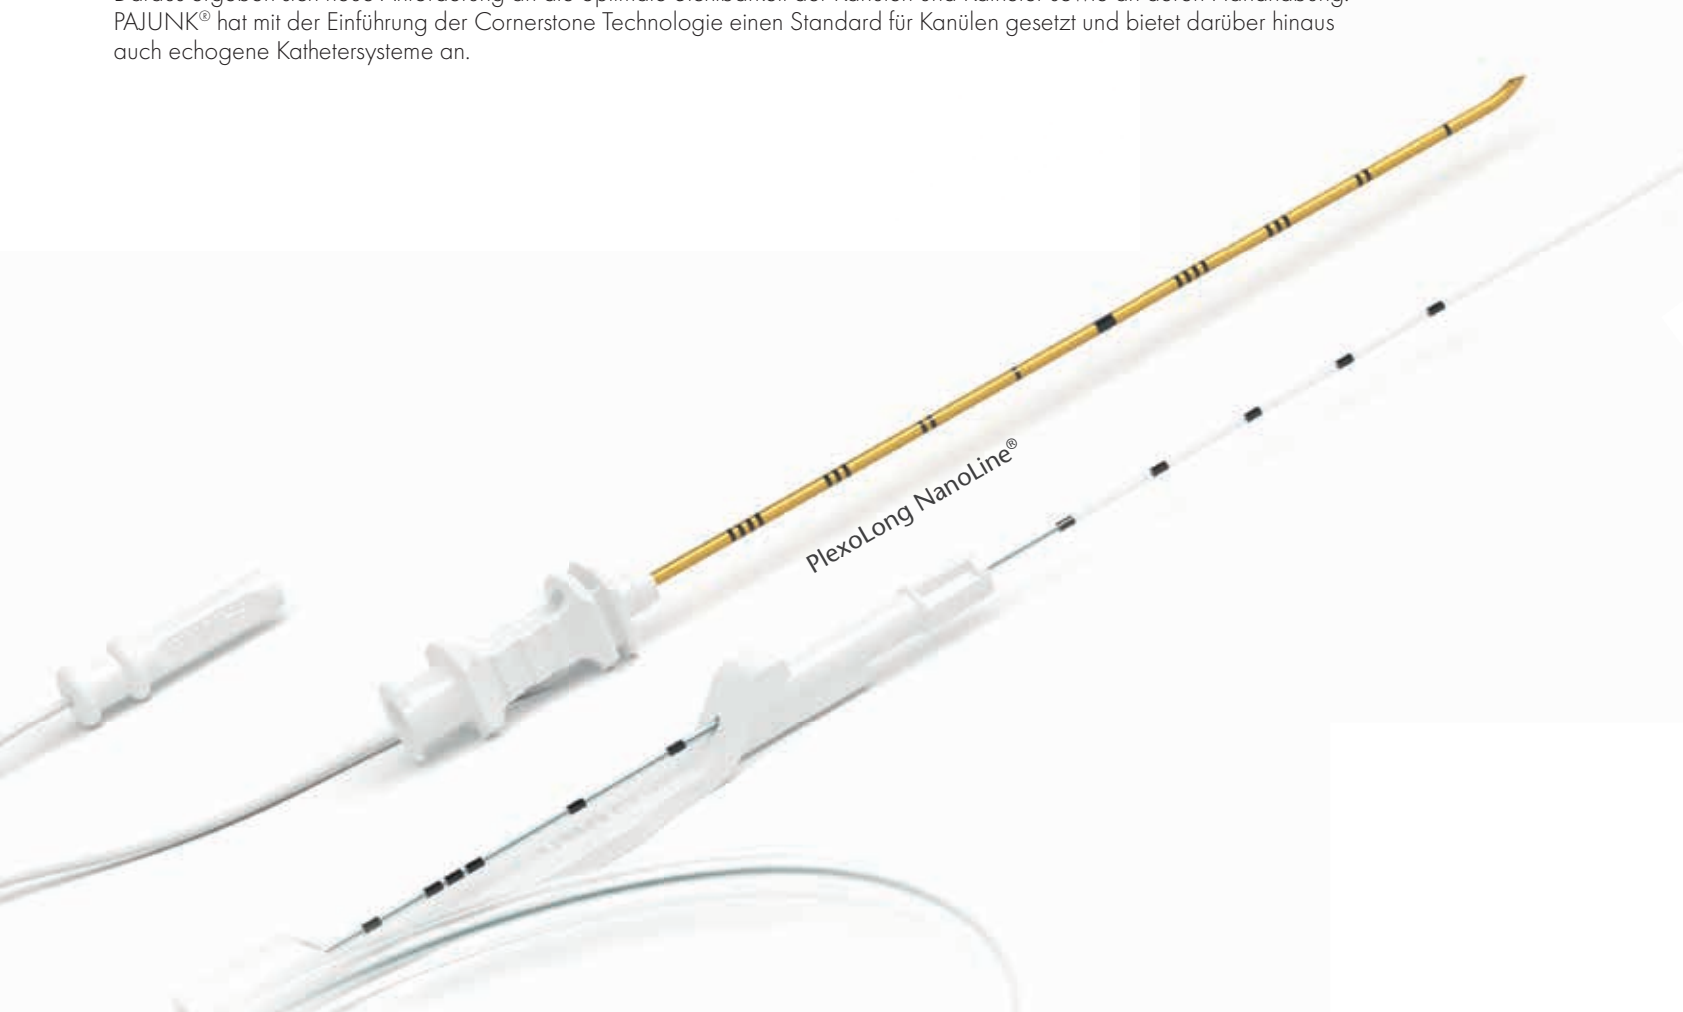 PAJUNK® hat mit der Einführung der Cornerstone Technologie einen Standard für Kanülen gesetzt und bietet darüber hinaus
auch echogene Kathetersysteme an.
PlexoLong NanoLine®